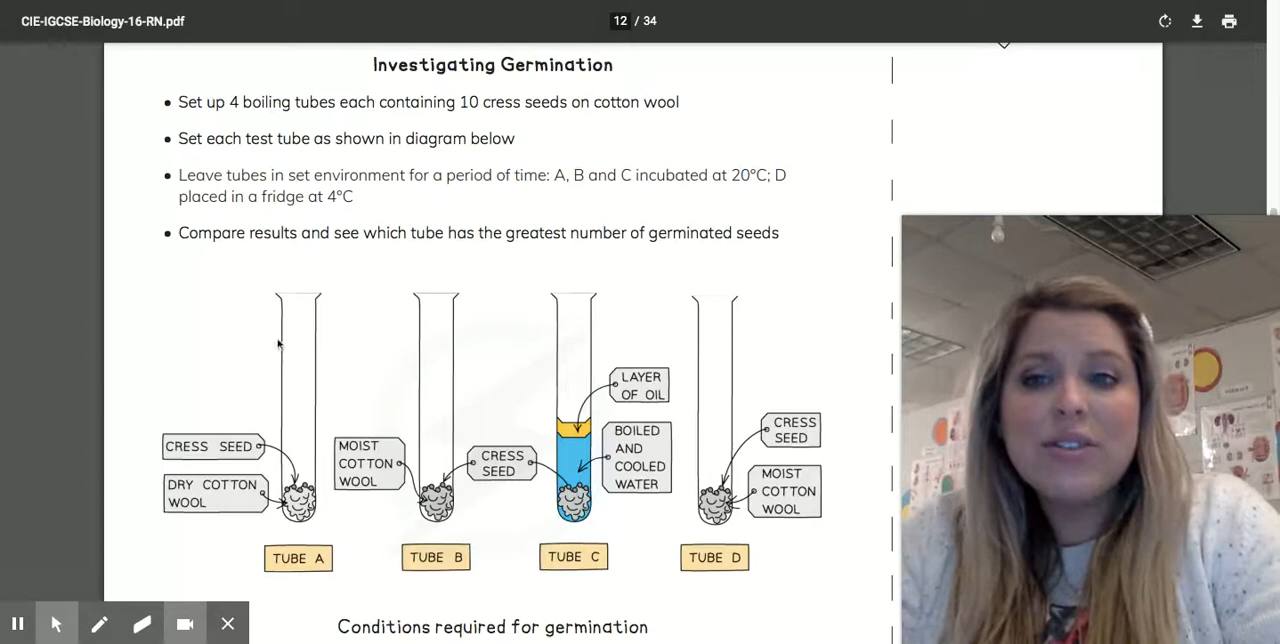 CIE-IGCSE-Biology-16-RN.pdf
12 / 34
Investigating Germination
• Set up 4 boiling tubes each containing 10 cress seeds on cotton wool
• Set each test tube as shown in diagram below
• Leave tubes in set environment for a period of time: A, B and C incubated at 20°C; D
placed in a fridge at 4°C
• Compare results and see which tube has the greatest number of germinated seeds
CRESS SEED
DRY COTTON
WOOL
MOIST
COTTON
WOOL
CRESS
SEED
LAYER
OF OIL
BOILED
AND
COOLED
WATER
CRESS
SEED
MOIST
COTTON
WOOL
TUBE A
TUBE B
TUBE C
TUBE D
Conditions required for germination